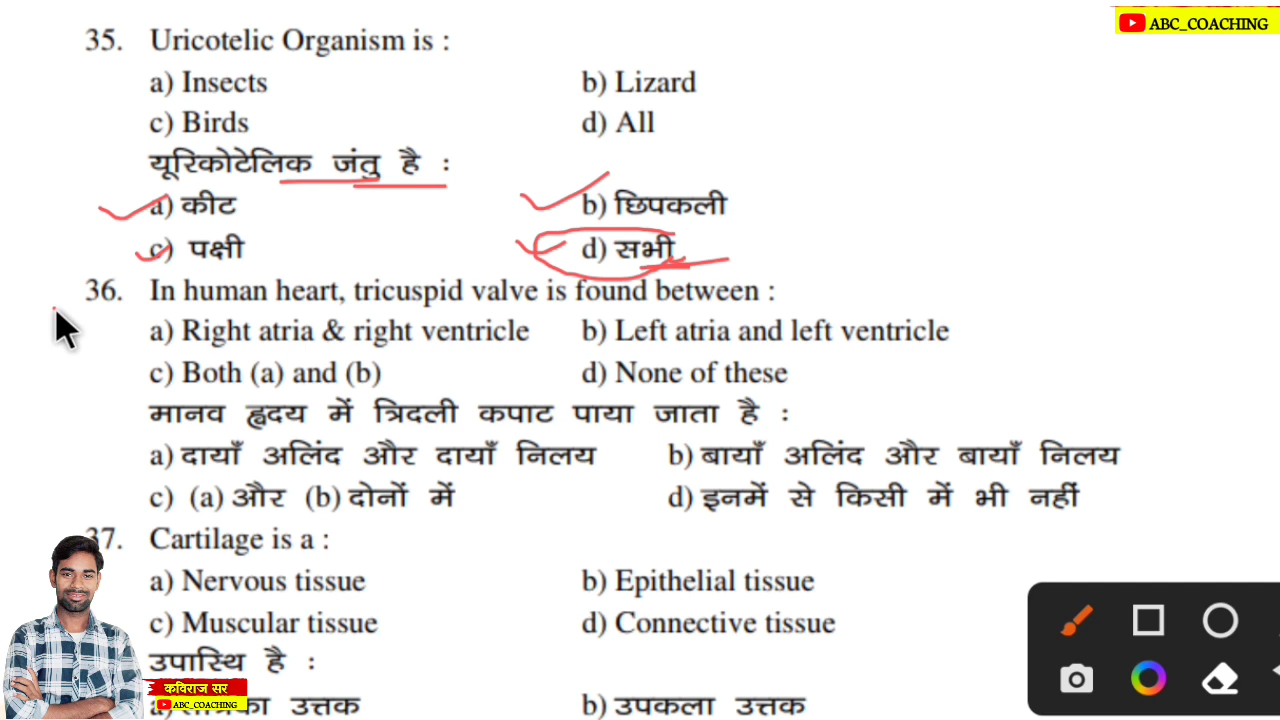 ABC_COACHING
35. Uricotelic Organism is :
a) Insects b) Lizard
c) Birds d) All
यूरिकोटेलिक जंतु है :
a) कीट b) छिपकली
c) पक्षी d) सभी
36. In human heart, tricuspid valve is found between :
a) Right atria & right ventricle b) Left atria and left ventricle
c) Both (a) and (b) d) None of these
मानव हृदय में त्रिदली कपाट पाया जाता है :
a) दायाँ अलिंद और दायाँ निलय b) बायाँ अलिंद और बायाँ निलय
c) (a) और (b) दोनों में d) इनमें से किसी में भी नहीं
37. Cartilage is a :
a) Nervous tissue b) Epithelial tissue
c) Muscular tissue d) Connective tissue
उपास्थि है :
कविराज सर
a) उत्तक b) उपकला उत्तक
ABC_COACHING